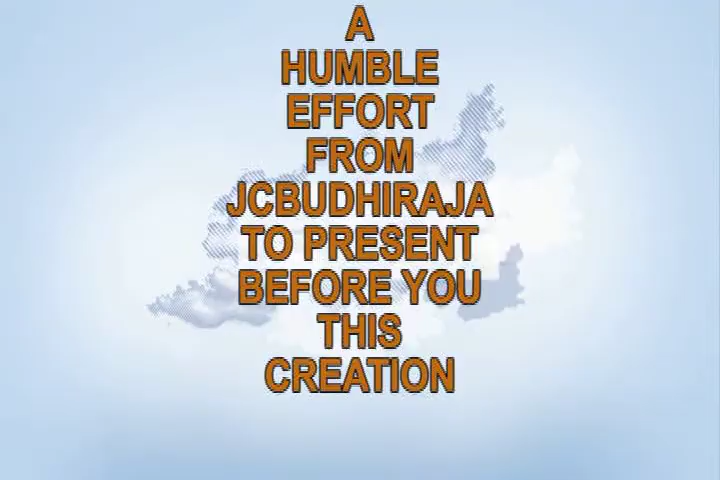 A
HUMBLE
EFFORT
FROM
JCBUDHIRAJA
TO PRESENT
BEFORE YOU
THIS
CREATION